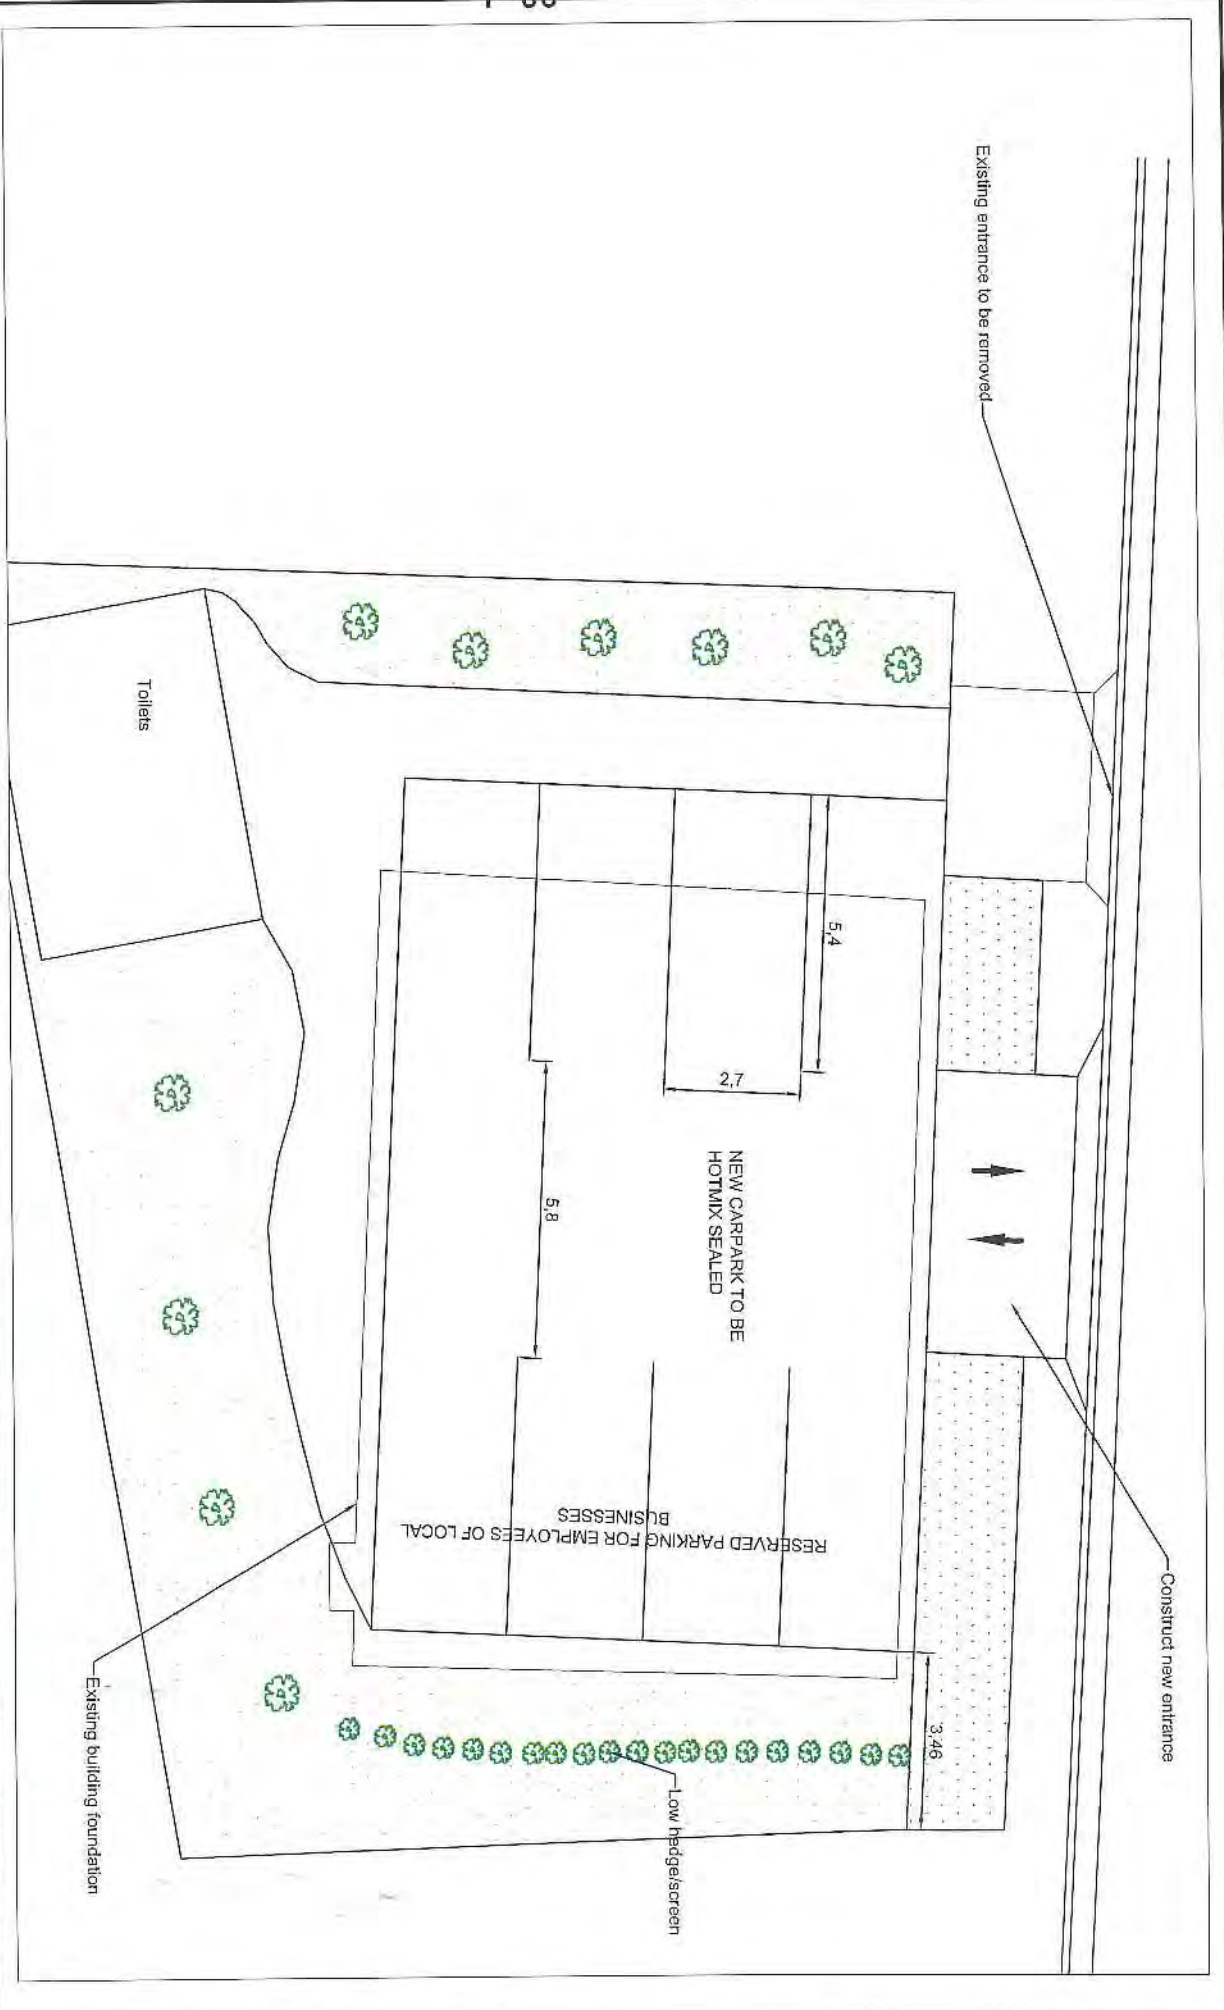 Existing entrance to be removed
Construct new entrance
5,4
2,7
5,8
NEW CARPARK TO BE
HOTMIX SEALED
RESERVED PARKING FOR EMPLOYEES OF LOCAL
BUSINESSES
3,46
Toilets
Low hedge/screen
Existing building foundation